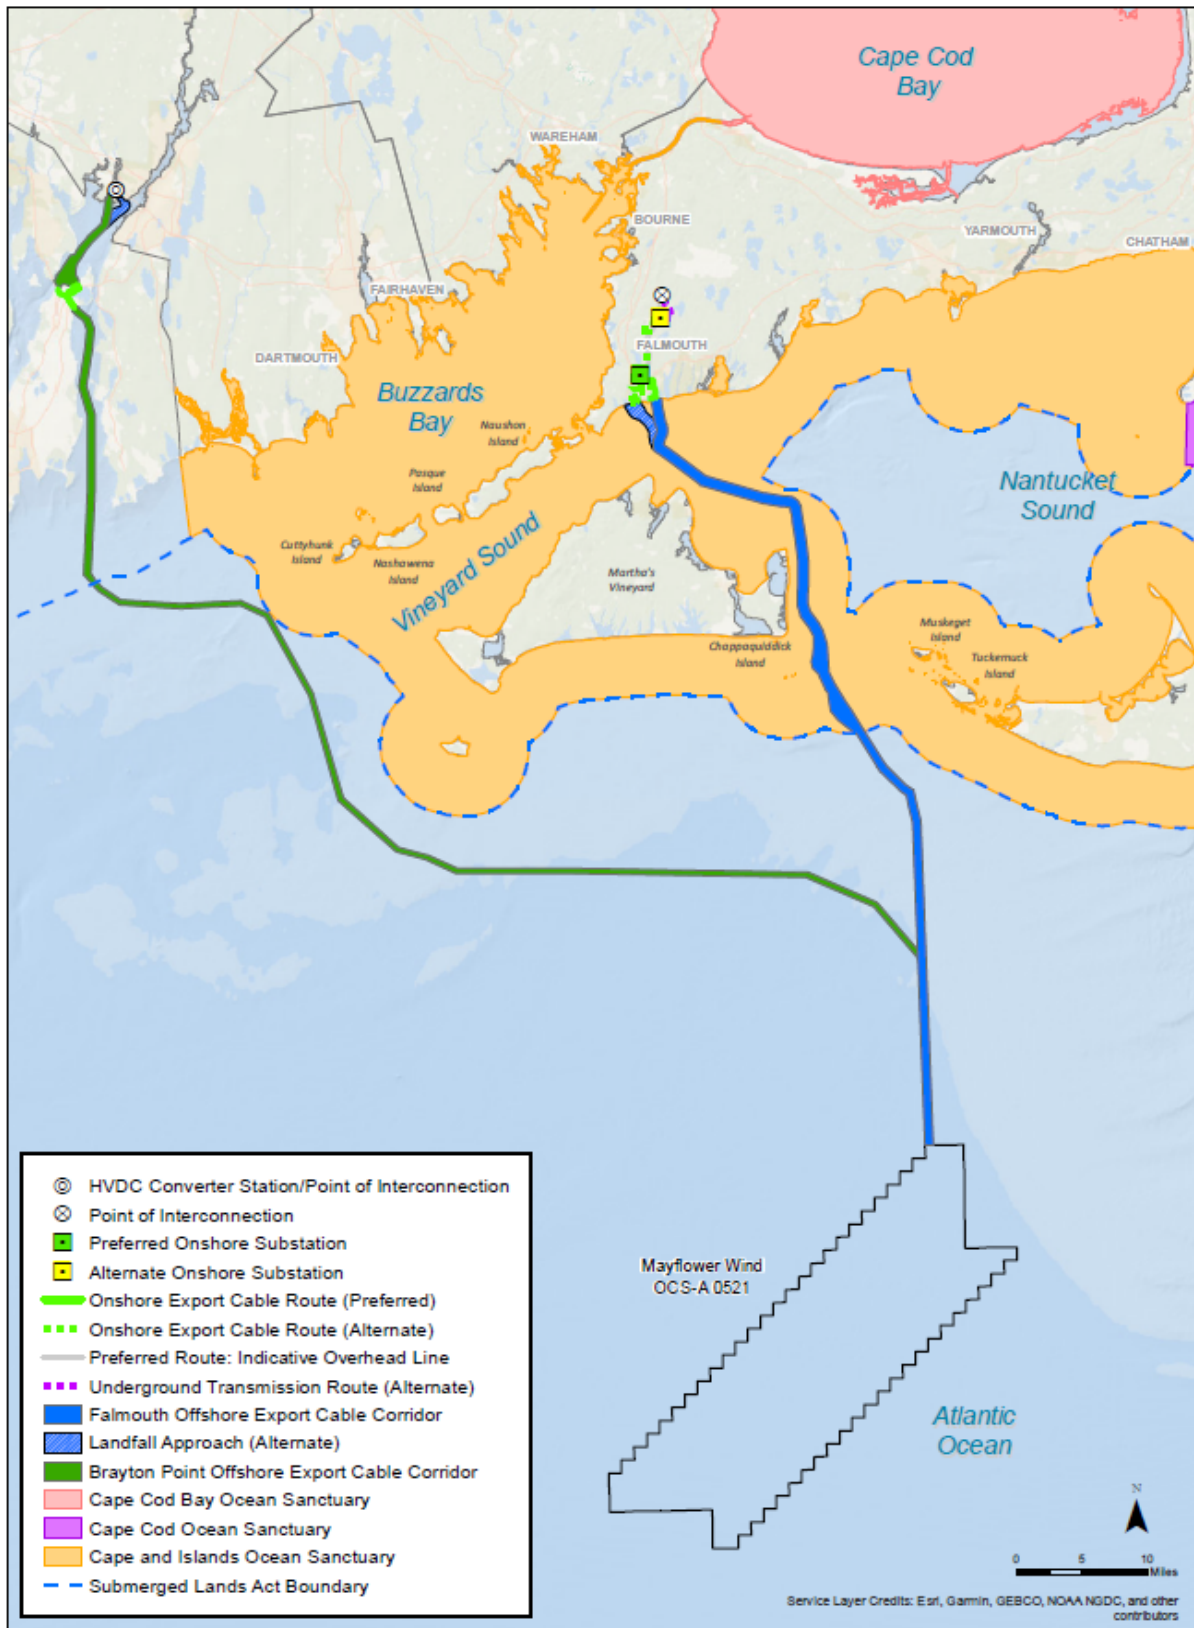 Cape Cod
Bay
WAREHAM
BOURNE
YARMOUTH
CHATHAM
FAIRHAVEN
FALMOUTH
DARTMOUTH
Buzzards
Bay
Naushon
Island
Pasque
Island
Nantucket
Sound
Cuttyhunk
Island
Nashawena
Island
Vineyard Sound
Martha's
Vineyard
Chappaquiddick
Island
Muskeget
Island
Tuckernuck
Island
HVDC Converter Station/Point of Interconnection
Point of Interconnection
Preferred Onshore Substation
Alternate Onshore Substation
Onshore Export Cable Route (Preferred)
Onshore Export Cable Route (Alternate)
Preferred Route: Indicative Overhead Line
Underground Transmission Route (Alternate)
Falmouth Offshore Export Cable Corridor
Landfall Approach (Alternate)
Brayton Point Offshore Export Cable Corridor
Cape Cod Bay Ocean Sanctuary
Cape Cod Ocean Sanctuary
Cape and Islands Ocean Sanctuary
Submerged Lands Act Boundary
Mayflower Wind
OCS-A 0521
Atlantic
Ocean
N
0 5 10
Miles
Service Layer Credits: Esri, Garmin, GEBCO, NOAA NGDC, and other
contributors